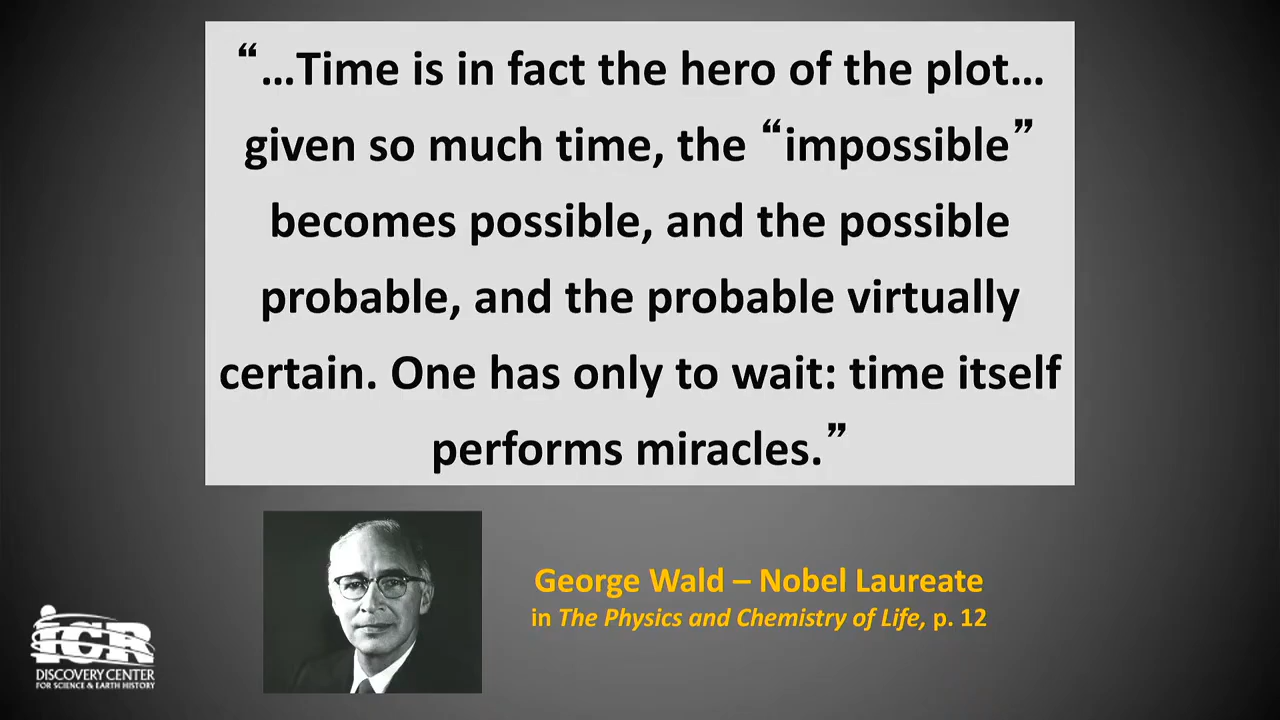 “…Time is in fact the hero of the plot…
given so much time, the “impossible”
becomes possible, and the possible
probable, and the probable virtually
certain. One has only to wait: time itself
performs miracles.”
George Wald – Nobel Laureate
in The Physics and Chemistry of Life, p. 12
iCR
DISCOVERY CENTER
FOR SCIENCE & EARTH HISTORY